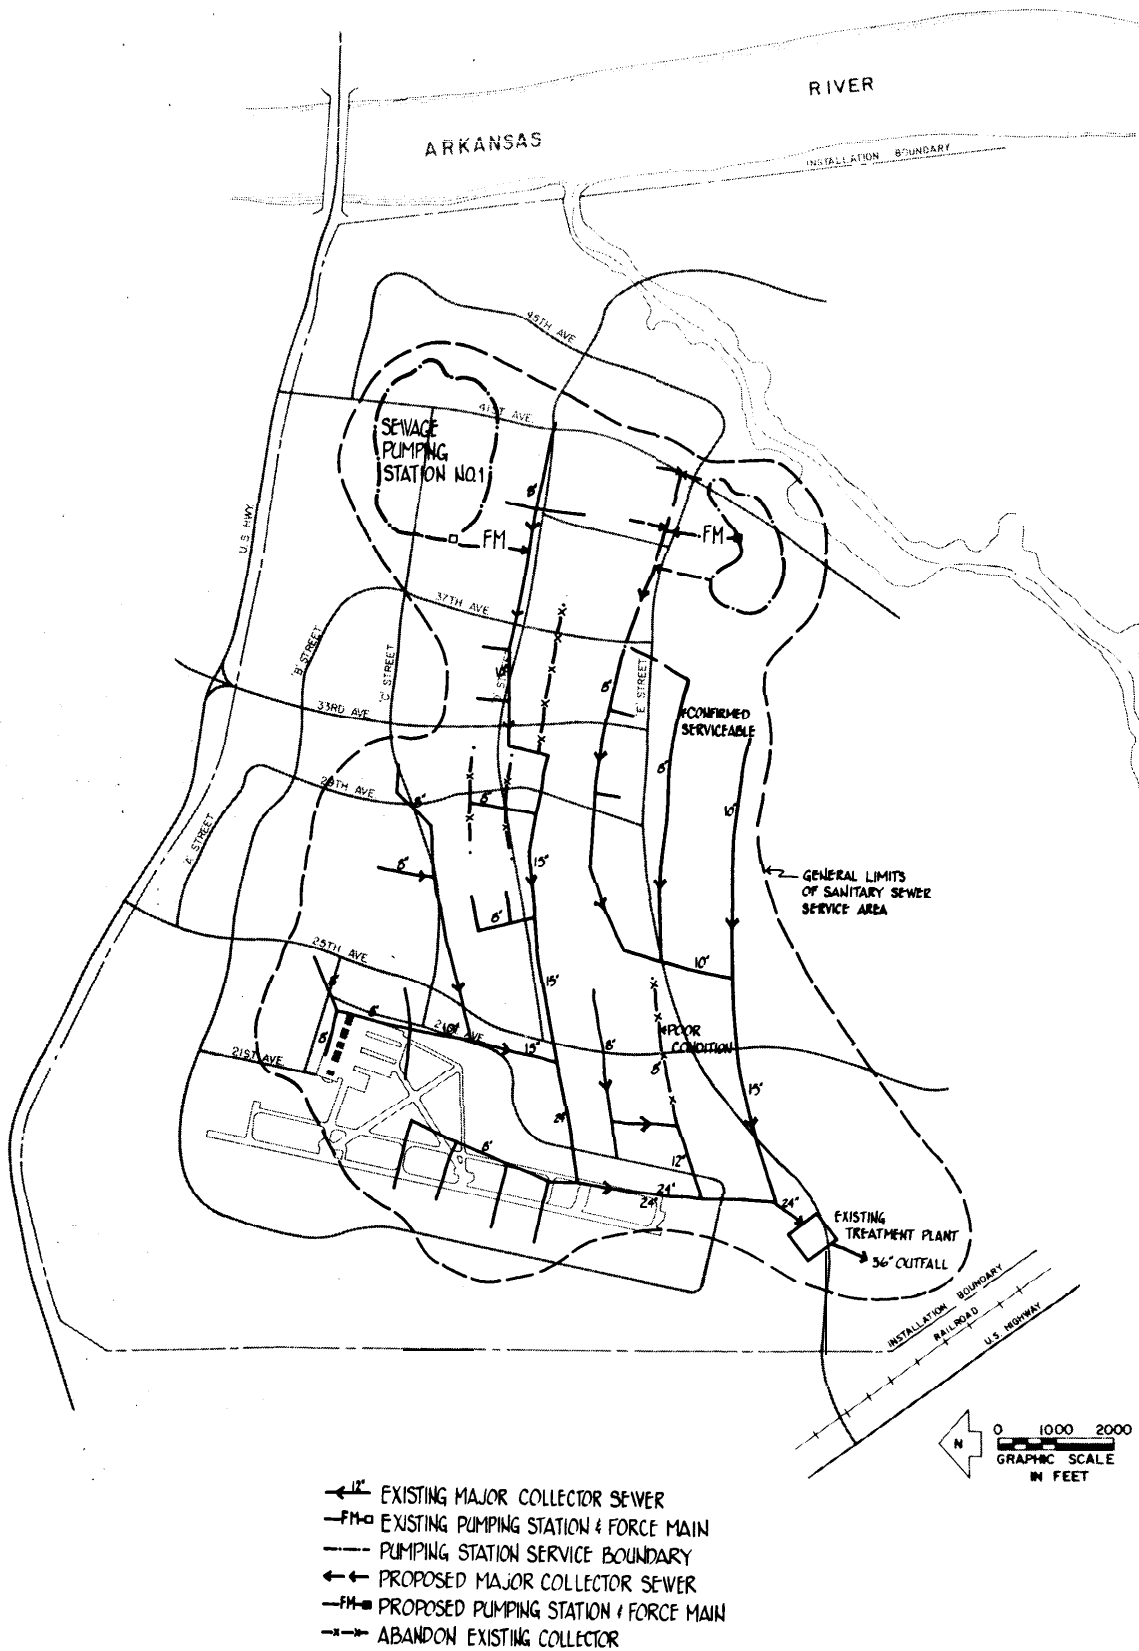 RIVER
ARKANSAS
INSTALLATION BOUNDARY
45TH AVE
41ST AVE
SEWAGE
PUMPING
STATION NO.1
8"
U.S. HWY.
FM
FM
37TH AVE
'B' STREET
'C' STREET
'E' STREET
8"
33RD AVE
CONFIRMED
SERVICEABLE
8"
29TH AVE
8"
8"
10"
'A' STREET
8"
15"
GENERAL LIMITS
OF SANITARY SEWER
SERVICE AREA
8"
25TH AVE
10"
15"
8"
8"
POOR
CONDITION
8"
15"
21ST AVE
8"
8"
15"
24"
8"
12"
24"
24"
24"
EXISTING
TREATMENT PLANT
36" OUTFALL
INSTALLATION BOUNDARY
RAILROAD
U.S. HIGHWAY
N
0 1000 2000
GRAPHIC SCALE
IN FEET
12" EXISTING MAJOR COLLECTOR SEWER
FM EXISTING PUMPING STATION & FORCE MAIN
PUMPING STATION SERVICE BOUNDARY
PROPOSED MAJOR COLLECTOR SEWER
FM PROPOSED PUMPING STATION & FORCE MAIN
ABANDON EXISTING COLLECTOR